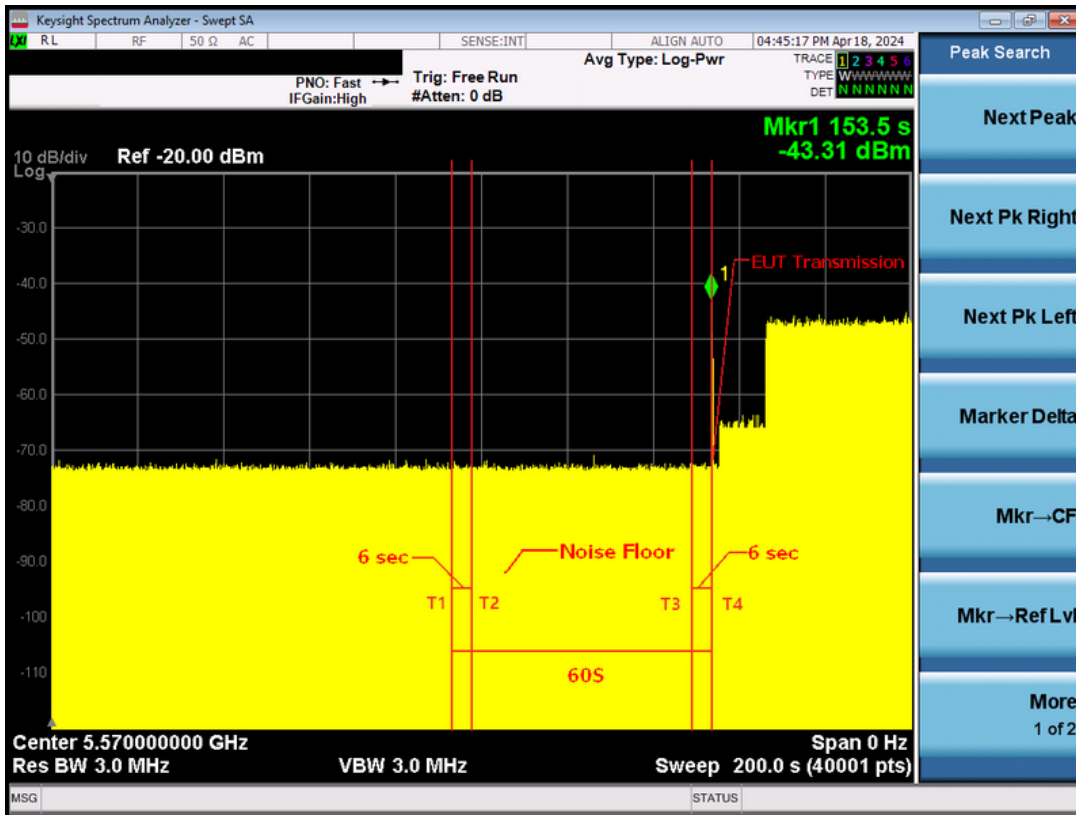 Keysight Spectrum Analyzer - Swept SA
LXI RL RF 50 Ω AC SENSE:INT ALIGN AUTO 04:45:17 PM Apr 18, 2024
PNO: Fast
IFGain:High
Trig: Free Run
#Atten: 0 dB
Avg Type: Log-Pwr
TRACE 1 2 3 4 5 6
TYPE WWWWWW
DET N N N N N N
Mkr1 153.5 s
-43.31 dBm
10 dB/div Ref -20.00 dBm
Log
-30.0
-40.0
-50.0
-60.0
-70.0
-80.0
-90.0
-100
-110
1
EUT Transmission
6 sec
Noise Floor
6 sec
T1 T2 T3 T4
60S
Center 5.570000000 GHz Span 0 Hz
Res BW 3.0 MHz VBW 3.0 MHz Sweep 200.0 s (40001 pts)
MSG STATUS
Peak Search
Next Peak
Next Pk Right
Next Pk Left
Marker Delta
Mkr→CF
Mkr→Ref Lvl
More
1 of 2